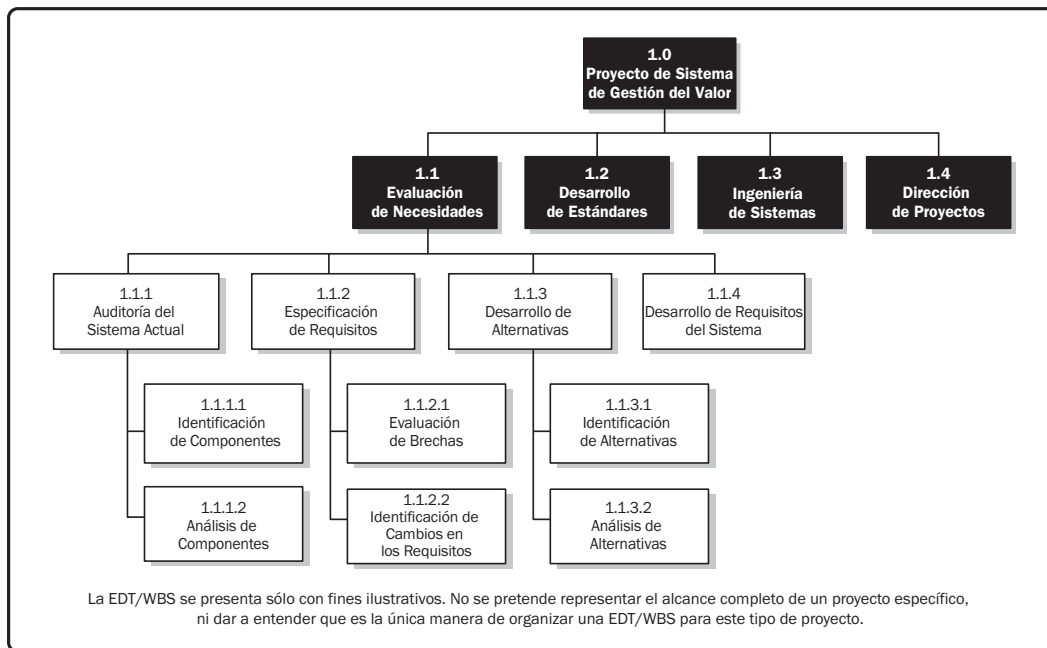 1.0
Proyecto de Sistema
de Gestión del Valor
1.1
Evaluación
de Necesidades
1.2
Desarrollo
de Estándares
1.3
Ingeniería
de Sistemas
1.4
Dirección
de Proyectos
1.1.1
Auditoría del
Sistema Actual
1.1.2
Especificación
de Requisitos
1.1.3
Desarrollo de
Alternativas
1.1.4
Desarrollo de Requisitos
del Sistema
1.1.1.1
Identificación
de Componentes
1.1.2.1
Evaluación
de Brechas
1.1.3.1
Identificación
de Alternativas
1.1.1.2
Análisis de
Componentes
1.1.2.2
Identificación de
Cambios en
los Requisitos
1.1.3.2
Análisis de
Alternativas
La EDT/WBS se presenta sólo con fines ilustrativos. No se pretende representar el alcance completo de un proyecto específico,
ni dar a entender que es la única manera de organizar una EDT/WBS para este tipo de proyecto.